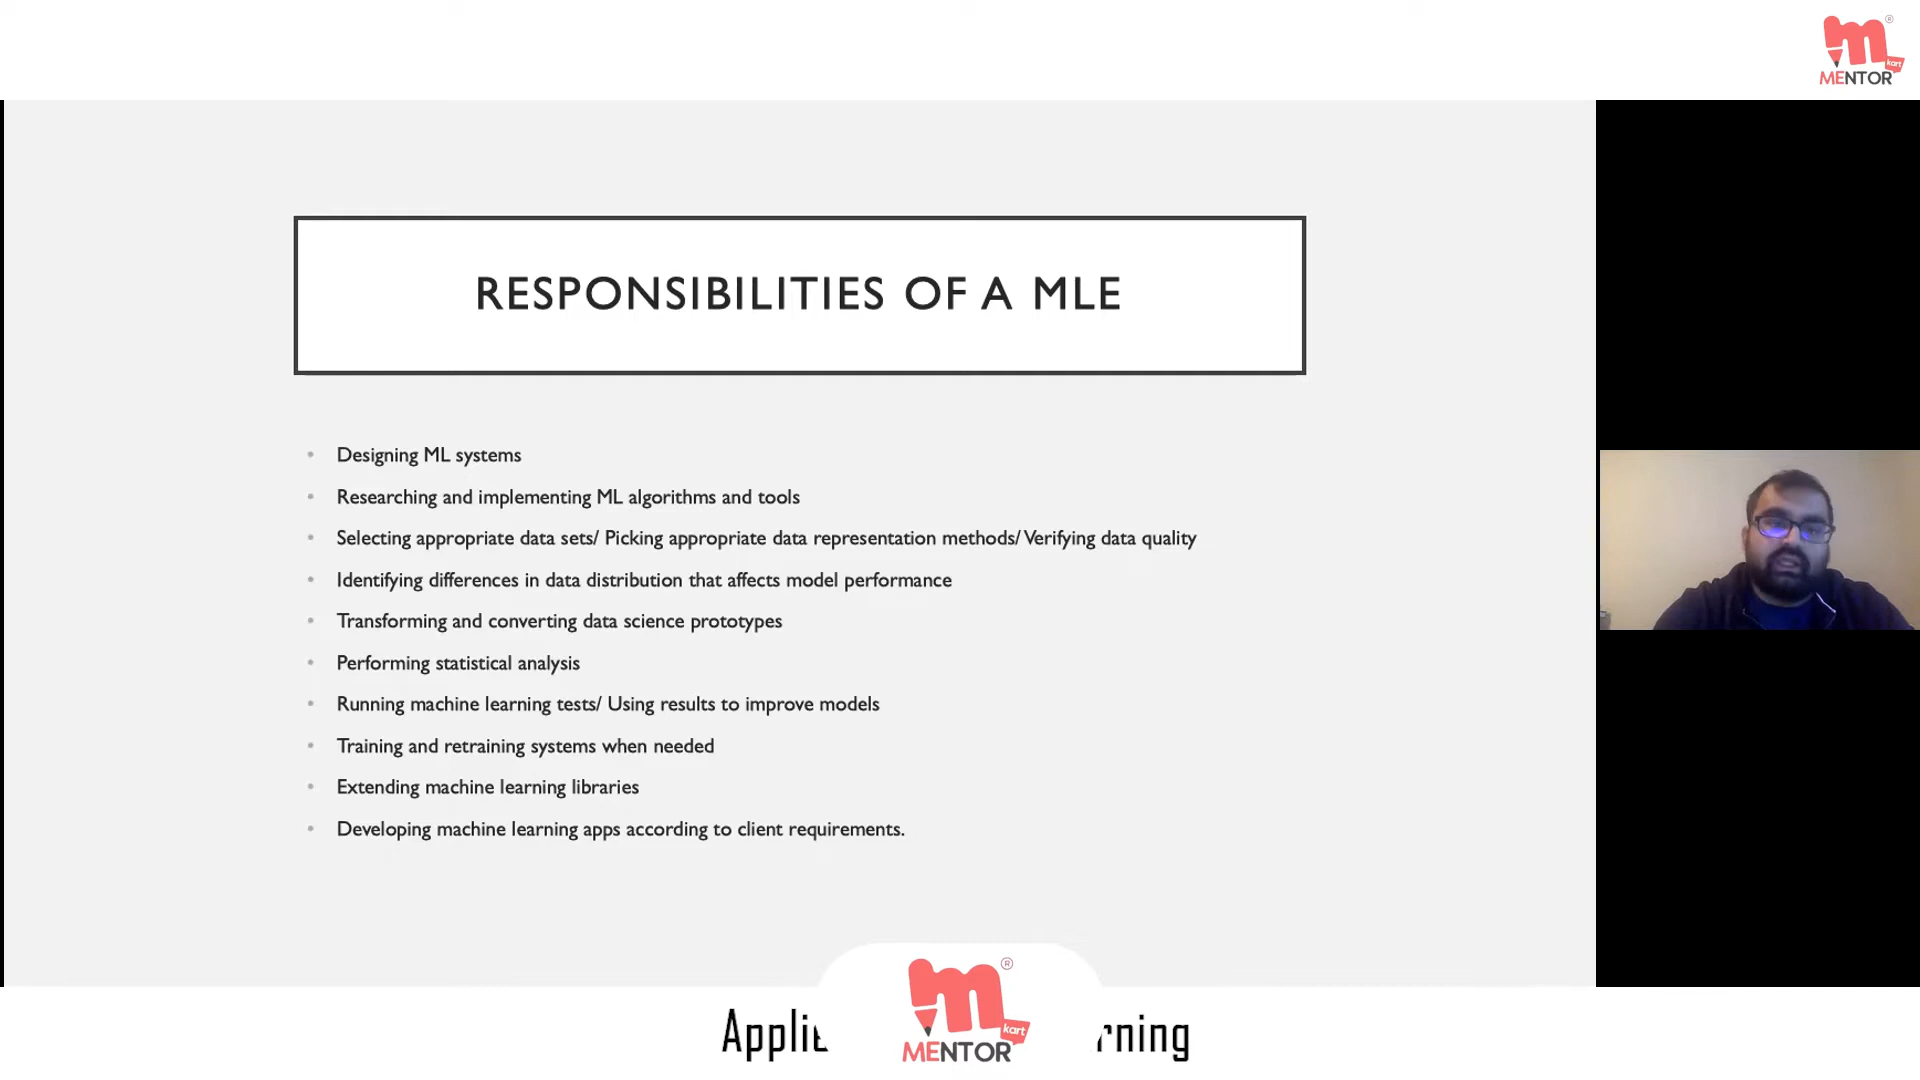 kart
MENTOR
RESPONSIBILITIES OF A MLE
• Designing ML systems
• Researching and implementing ML algorithms and tools
• Selecting appropriate data sets/ Picking appropriate data representation methods/ Verifying data quality
• Identifying differences in data distribution that affects model performance
• Transforming and converting data science prototypes
• Performing statistical analysis
• Running machine learning tests/ Using results to improve models
• Training and retraining systems when needed
• Extending machine learning libraries
• Developing machine learning apps according to client requirements.
kart
MENTOR